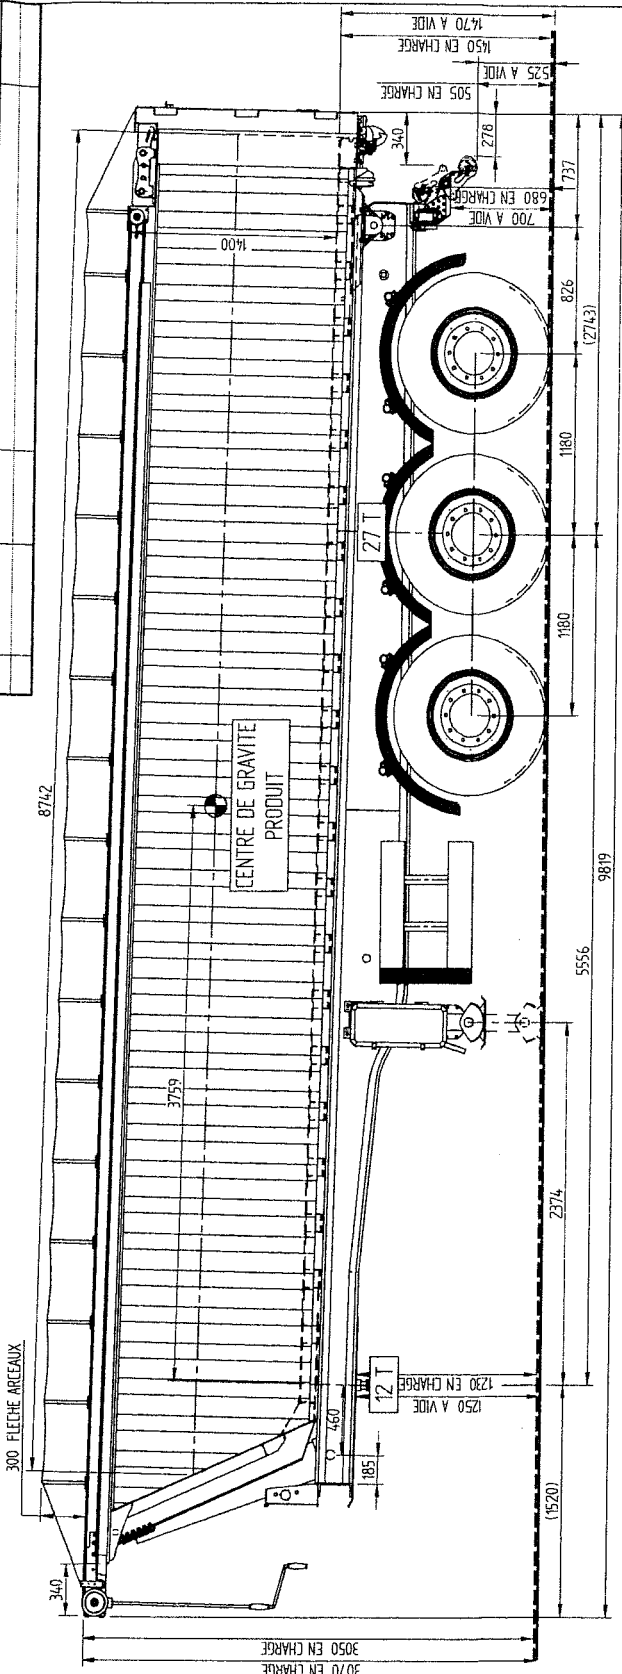 300 FLECHE ARCEAUX
8742
340
3070 EN CHARGE
3050 EN CHARGE
1400
3759
CENTRE DE GRAVITE
PRODUIT
27 T
12 T
1250 A VIDE
1230 EN CHARGE
460
185
1470 A VIDE
1450 EN CHARGE
525 A VIDE
505 EN CHARGE
340
278
680 EN CHARGE
700 A VIDE
737
826
(2743)
1180
1180
2374
5556
(1520)
9819